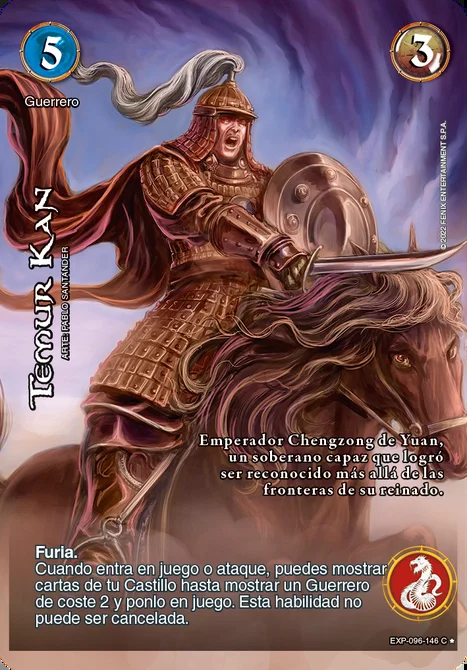 5
3
Guerrero
© 2022 FENIX ENTERTAINMENT S.P.A.
Temur Kan
ARTE: PABLO SANTANDER
Emperador Chengzong de Yuan,
un soberano capaz que logró
ser reconocido más allá de las
fronteras de su reinado.
Furia.
Cuando entra en juego o ataque, puedes mostrar
cartas de tu Castillo hasta mostrar un Guerrero
de coste 2 y ponlo en juego. Esta habilidad no
puede ser cancelada.
EXP-096-146 C ★